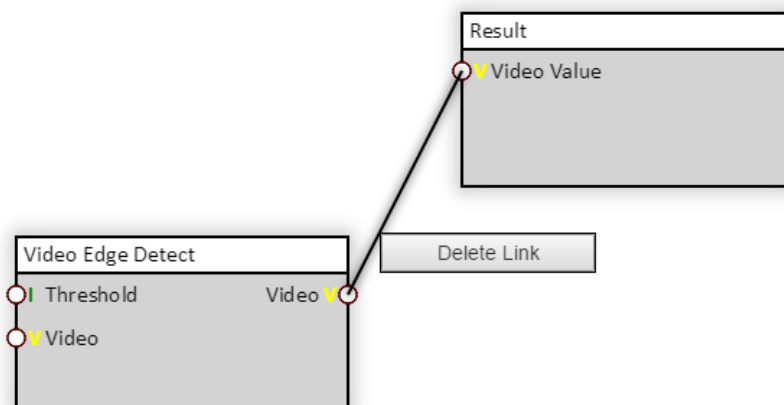 Result
V Video Value
Delete Link
Video Edge Detect
I Threshold Video V
V Video